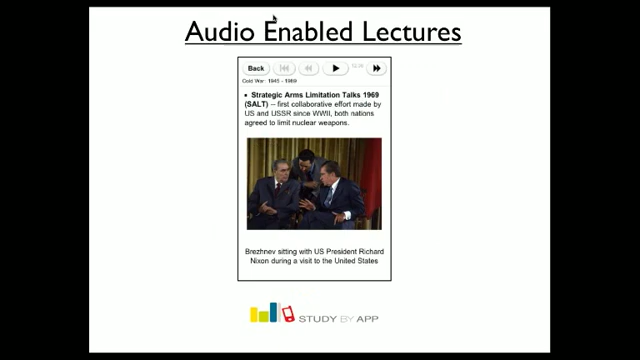 Audio Enabled Lectures
Back
Cold War: 1945 - 1969
• Strategic Arms Limitation Talks 1969
(SALT) -- first collaborative effort made by
US and USSR since WWII, both nations
agreed to limit nuclear weapons.
Brezhnev sitting with US President Richard
Nixon during a visit to the United States
STUDY BY APP